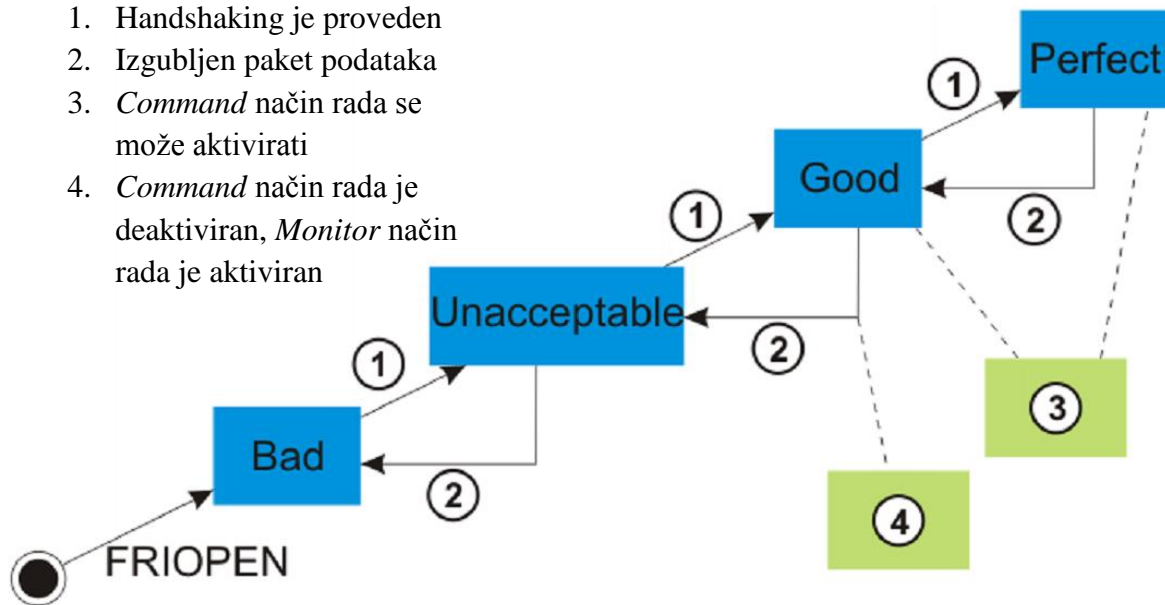 1. Handshaking je proveden
2. Izgubljen paket podataka
3. Command način rada se
može aktivirati
4. Command način rada je
deaktiviran, Monitor način
rada je aktiviran
Perfect
1
Good
2
1
Unacceptable
2
1
3
Bad
2
4
FRIOPEN